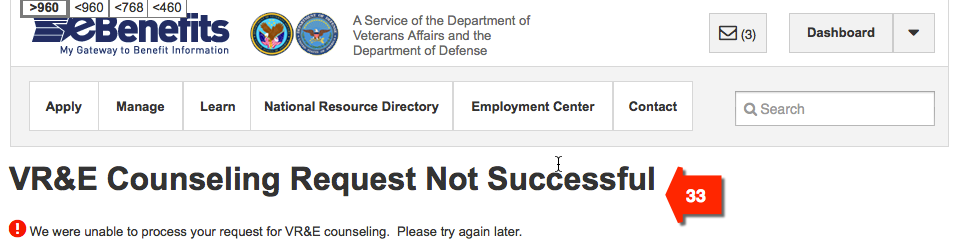 >960 <960 <768 <460
eBenefits
My Gateway to Benefit Information
A Service of the Department of
Veterans Affairs and the
Department of Defense
(3)
Dashboard
Apply Manage Learn National Resource Directory Employment Center Contact
Search
VR&E Counseling Request Not Successful
33
We were unable to process your request for VR&E counseling. Please try again later.